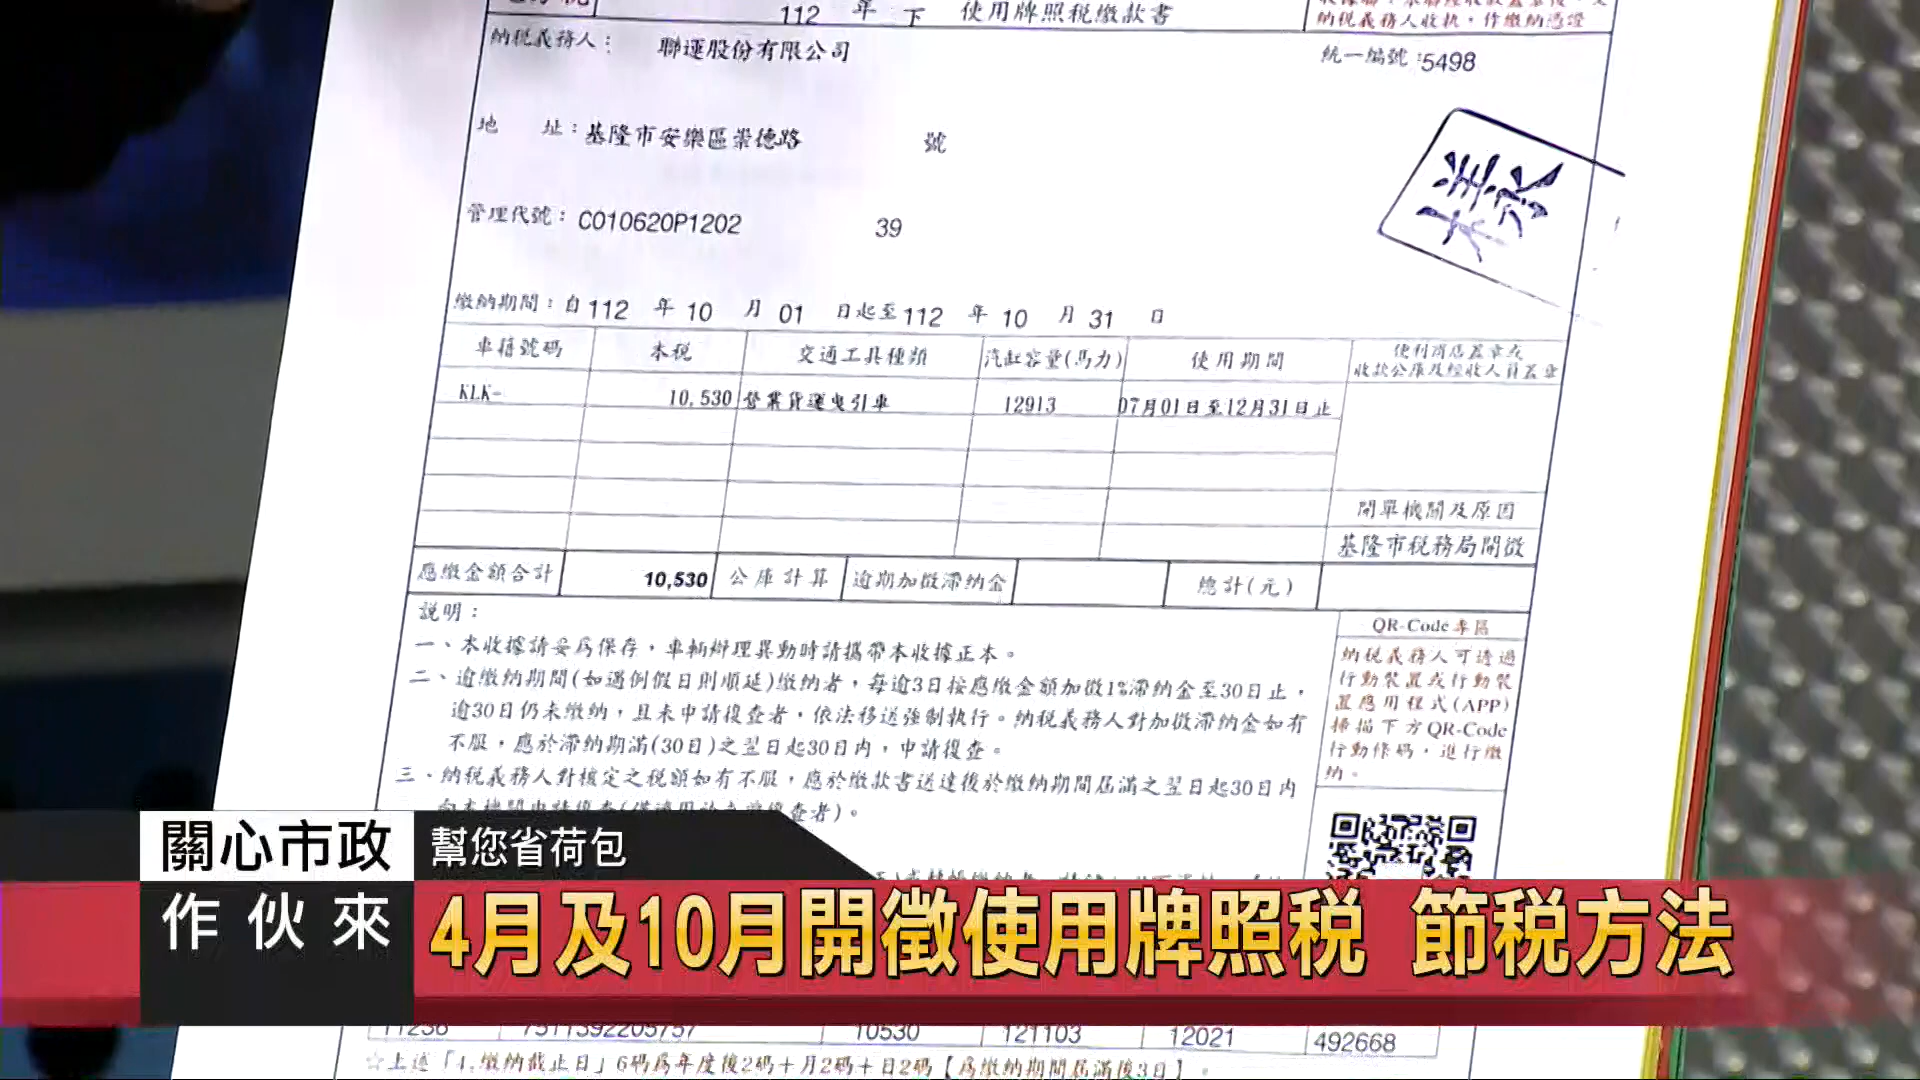 112 年 下 使用牌照稅繳款書
納稅義務人收執，作繳納憑證
納稅義務人： 聯運股份有限公司
統一編號：5498
地 址：基隆市安樂區崇德路 號
管理代號：C010620P1202 39
繳納期間：自112 年 10 月 01 日起至112 年 10 月 31 日
車籍號碼 本稅 交通工具種類 汽缸容量(馬力) 使用期間 便利商店蓋章或
收款公庫及經收人員蓋章
KLK- 10,530 營業貨運曳引車 12913 07月01日至12月31日止
開單機關及原因
基隆市稅務局開徵
應繳金額合計 10,530 公庫計算 逾期加徵滯納金 總計(元)
說明：
一、本收據請妥為保存，車輛辦理異動時請攜帶本收據正本。
二、逾繳納期間(如遇例假日則順延)繳納者，每逾3日按應繳金額加徵1%滯納金至30日止，
逾30日仍未繳納，且未申請復查者，依法移送強制執行。納稅義務人對加徵滯納金如有
不服，應於滯納期滿(30日)之翌日起30日內，申請復查。
三、納稅義務人對核定之稅額如有不服，應於繳款書送達後於繳納期間屆滿之翌日起30日內
QR-Code專區
納稅義務人可透過
行動裝置或行動裝
置應用程式(APP)
掃描下方QR-Code
行動條碼，進行繳
納。
關心市政
作伙來
幫您省荷包
4月及10月開徵使用牌照稅 節稅方法
11236 7511392205757 10530 121103 12021 492668
☆上述「4.繳納截止日」6碼為年度後2碼＋月2碼＋日2碼【為繳納期間屆滿後3日】。